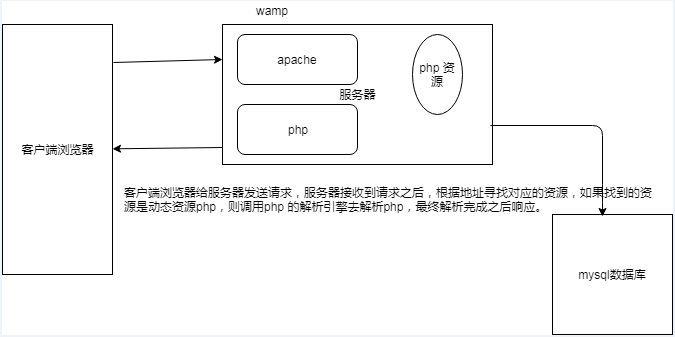 wamp
apache
php 资
源
服务器
php
客户端浏览器
客户端浏览器给服务器发送请求，服务器接收到请求之后，根据地址寻找对应的资源，如果找到的资
源是动态资源php，则调用php 的解析引擎去解析php，最终解析完成之后响应。
mysql数据库